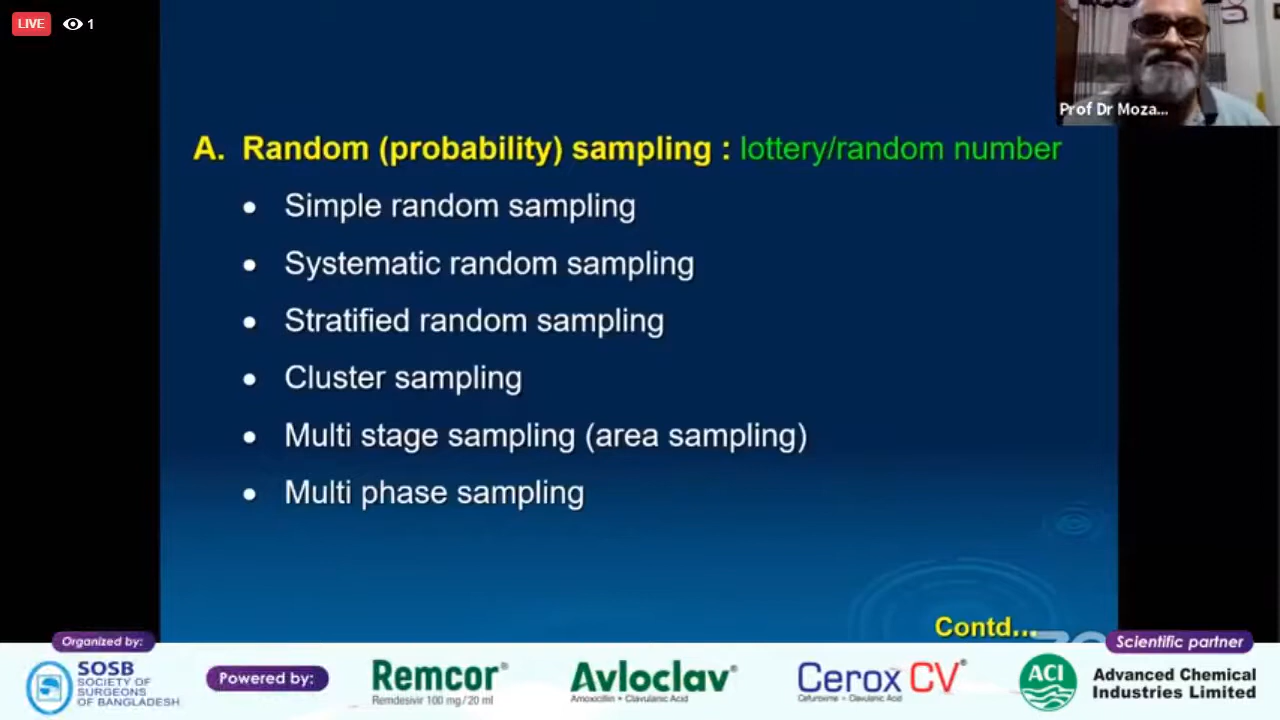 LIVE 1
Prof Dr Moza...
A. Random (probability) sampling : lottery/random number
• Simple random sampling
• Systematic random sampling
• Stratified random sampling
• Cluster sampling
• Multi stage sampling (area sampling)
• Multi phase sampling
Contd...
Organized by:
SOSB
SOCIETY OF
SURGEONS
OF BANGLADESH
Powered by:
Remcor®
Remdesivir 100 mg/20 ml
Avloclav®
Amoxicillin + Clavulanic Acid
Cerox CV®
Cefuroxime + Clavulanic Acid
Scientific partner
ACI
Advanced Chemical
Industries Limited